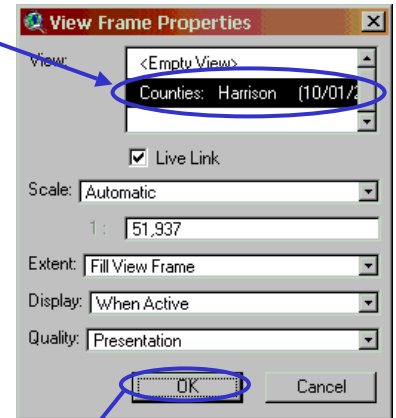 View Frame Properties
View:
<Empty View>
Counties: Harrison (10/01/2
Live Link
Scale: Automatic
1: 51,937
Extent: Fill View Frame
Display: When Active
Quality: Presentation
OK Cancel